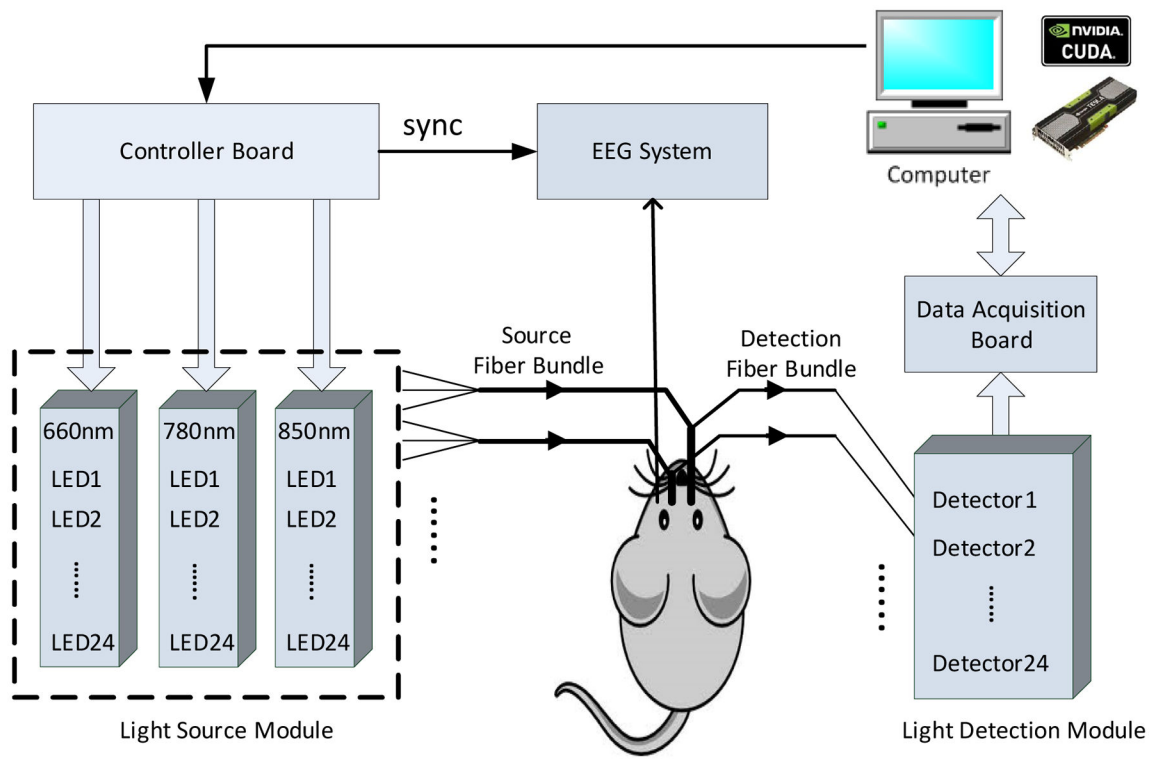 NVIDIA.
CUDA.
TESLA
sync
Controller Board
EEG System
Computer
Data Acquisition
Board
Source
Fiber Bundle
Detection
Fiber Bundle
660nm
LED1
LED2
LED24
780nm
LED1
LED2
LED24
850nm
LED1
LED2
LED24
Detector1
Detector2
Detector24
Light Source Module
Light Detection Module